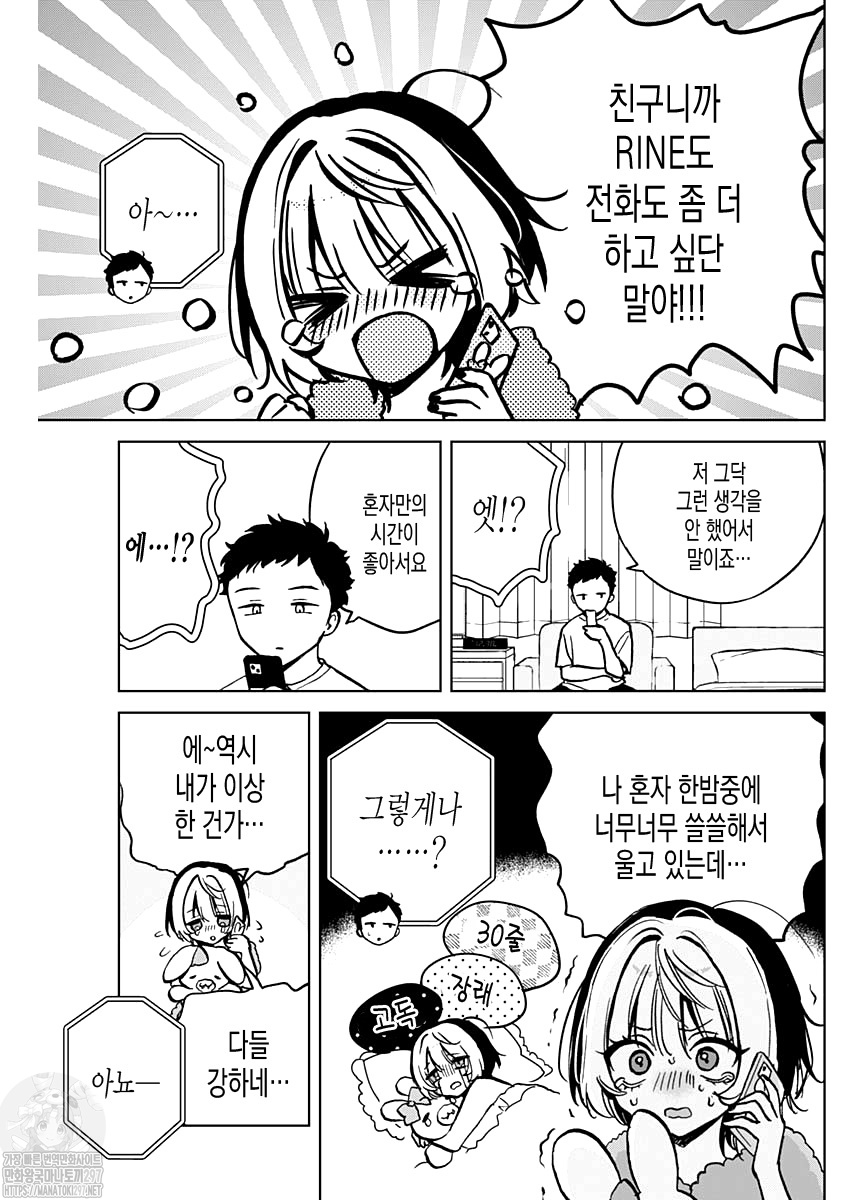 친구니까
RINE도
전화도 좀 더
하고 싶단
말야!!!
아~…
저 그닥
그런 생각을
안 했어서
말이죠…
엣!?
혼자만의
시간이
좋아서요
에…!?
나 혼자 한밤중에
너무너무 쓸쓸해서
울고 있는데…
그렇게나
……?
30줄
장래
고독
에~역시
내가 이상
한 건가…
다들
강하네…
아뇨—
가장 빠른 번역만화사이트
만화왕국마나토끼297
HTTPS://MANATOKI297.NET